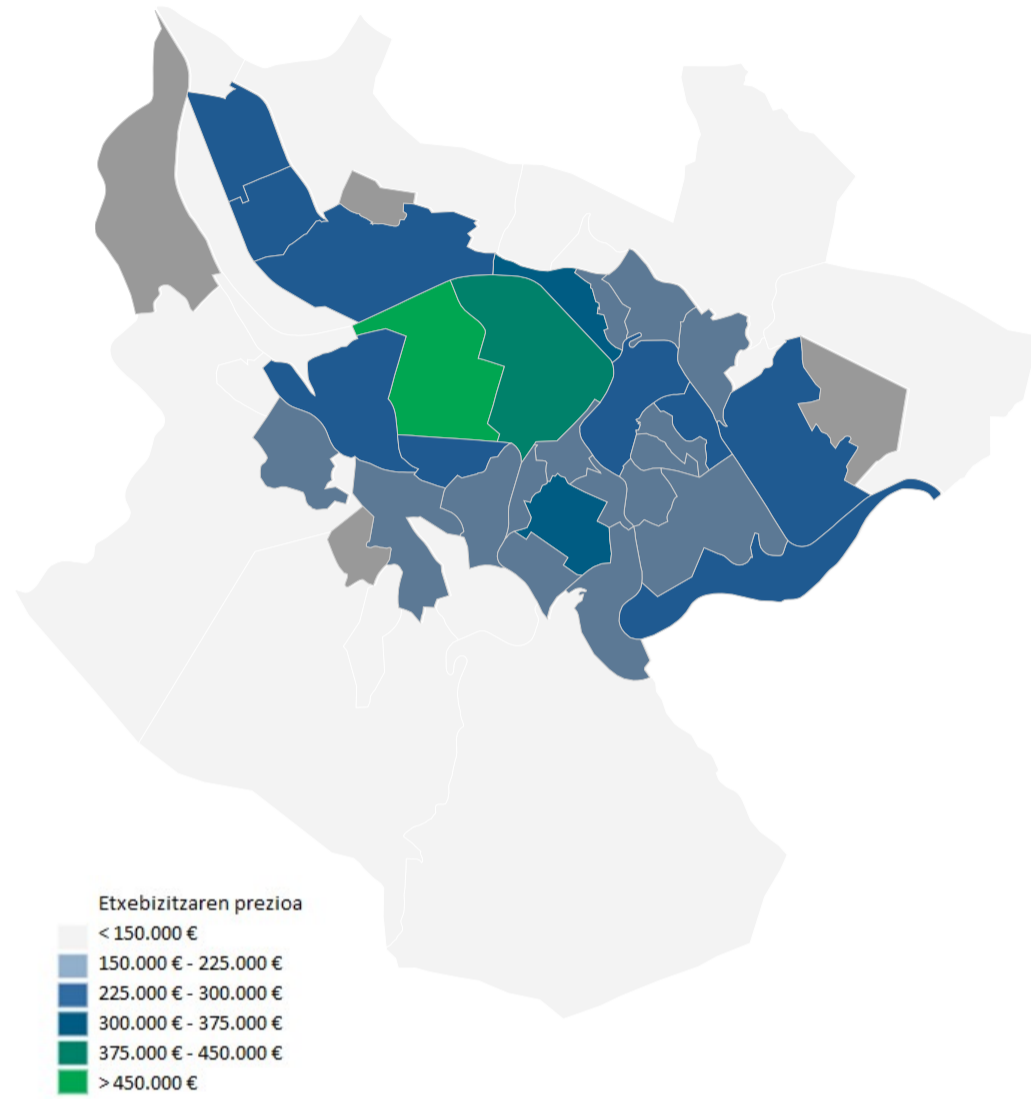 Etxebizitzaren prezioa
< 150.000 €
150.000 € - 225.000 €
225.000 € - 300.000 €
300.000 € - 375.000 €
375.000 € - 450.000 €
> 450.000 €